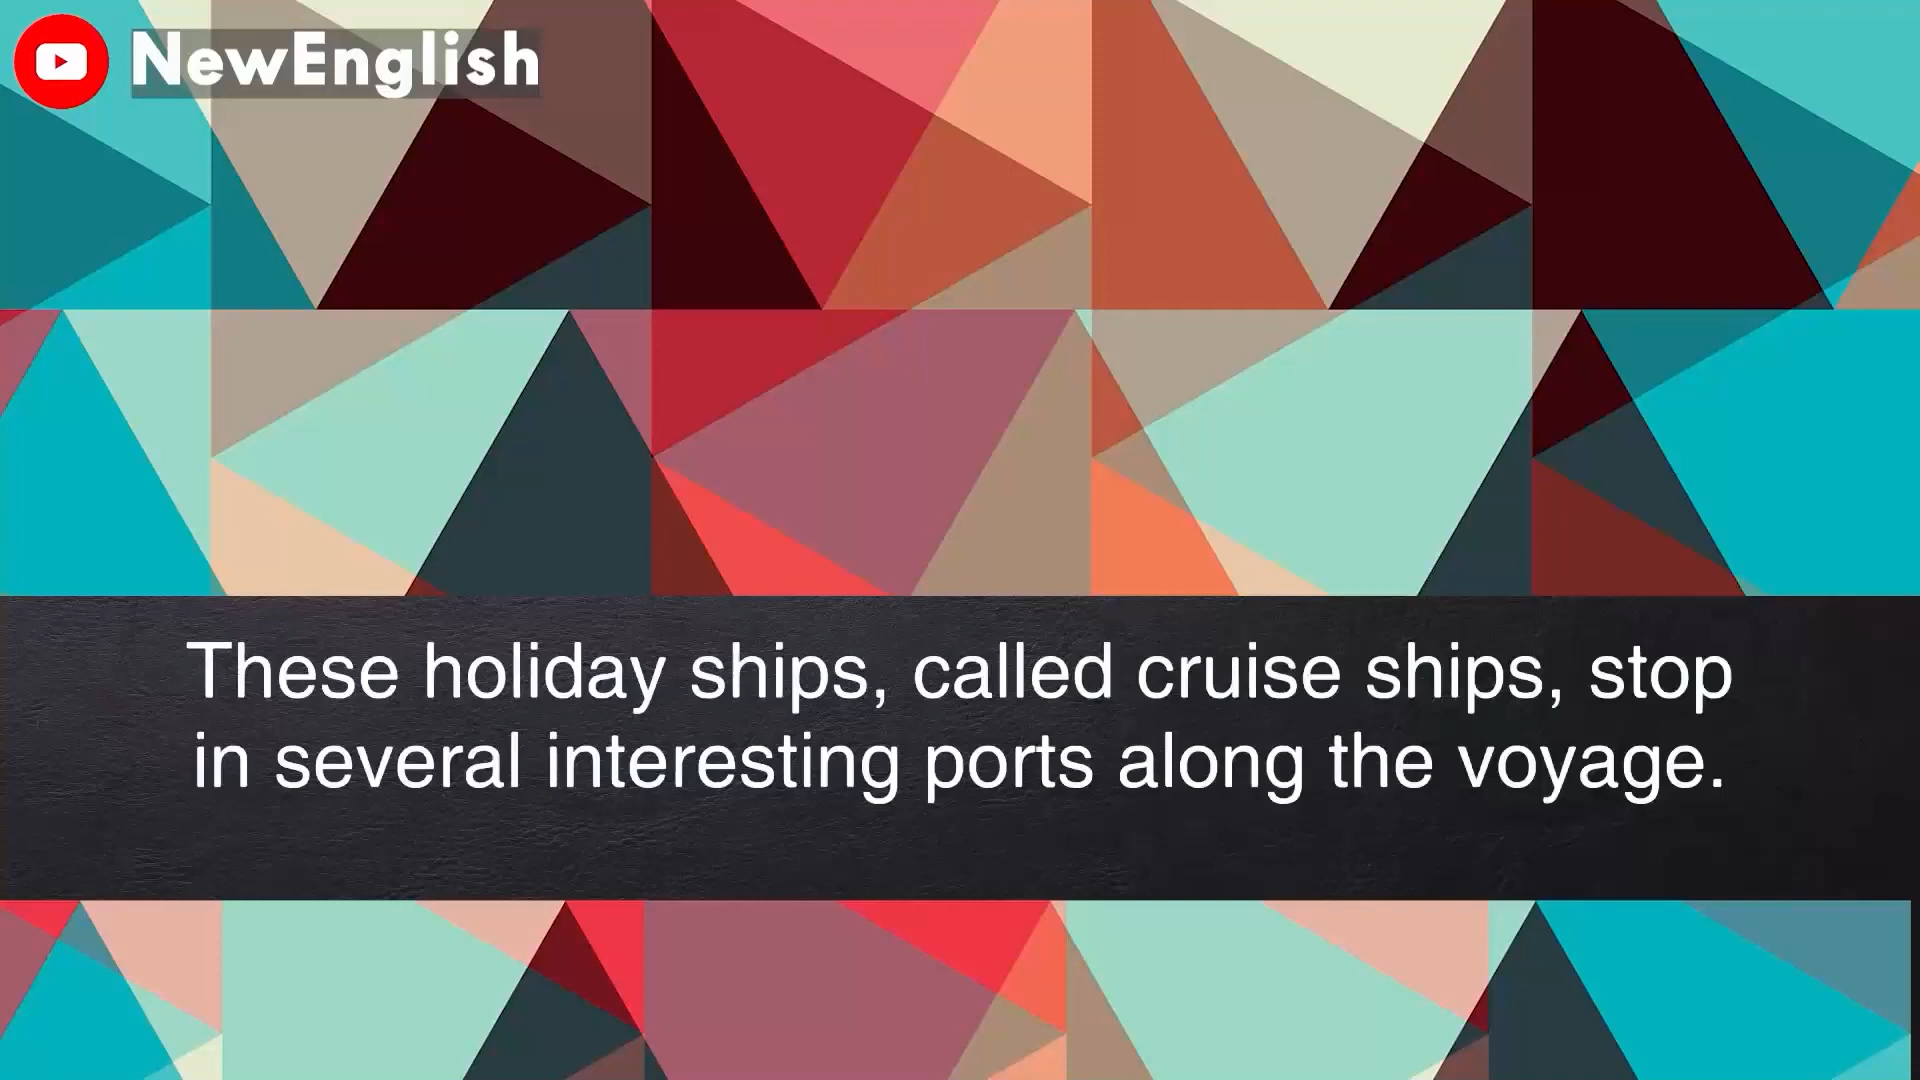 NewEnglish
These holiday ships, called cruise ships, stop
in several interesting ports along the voyage.